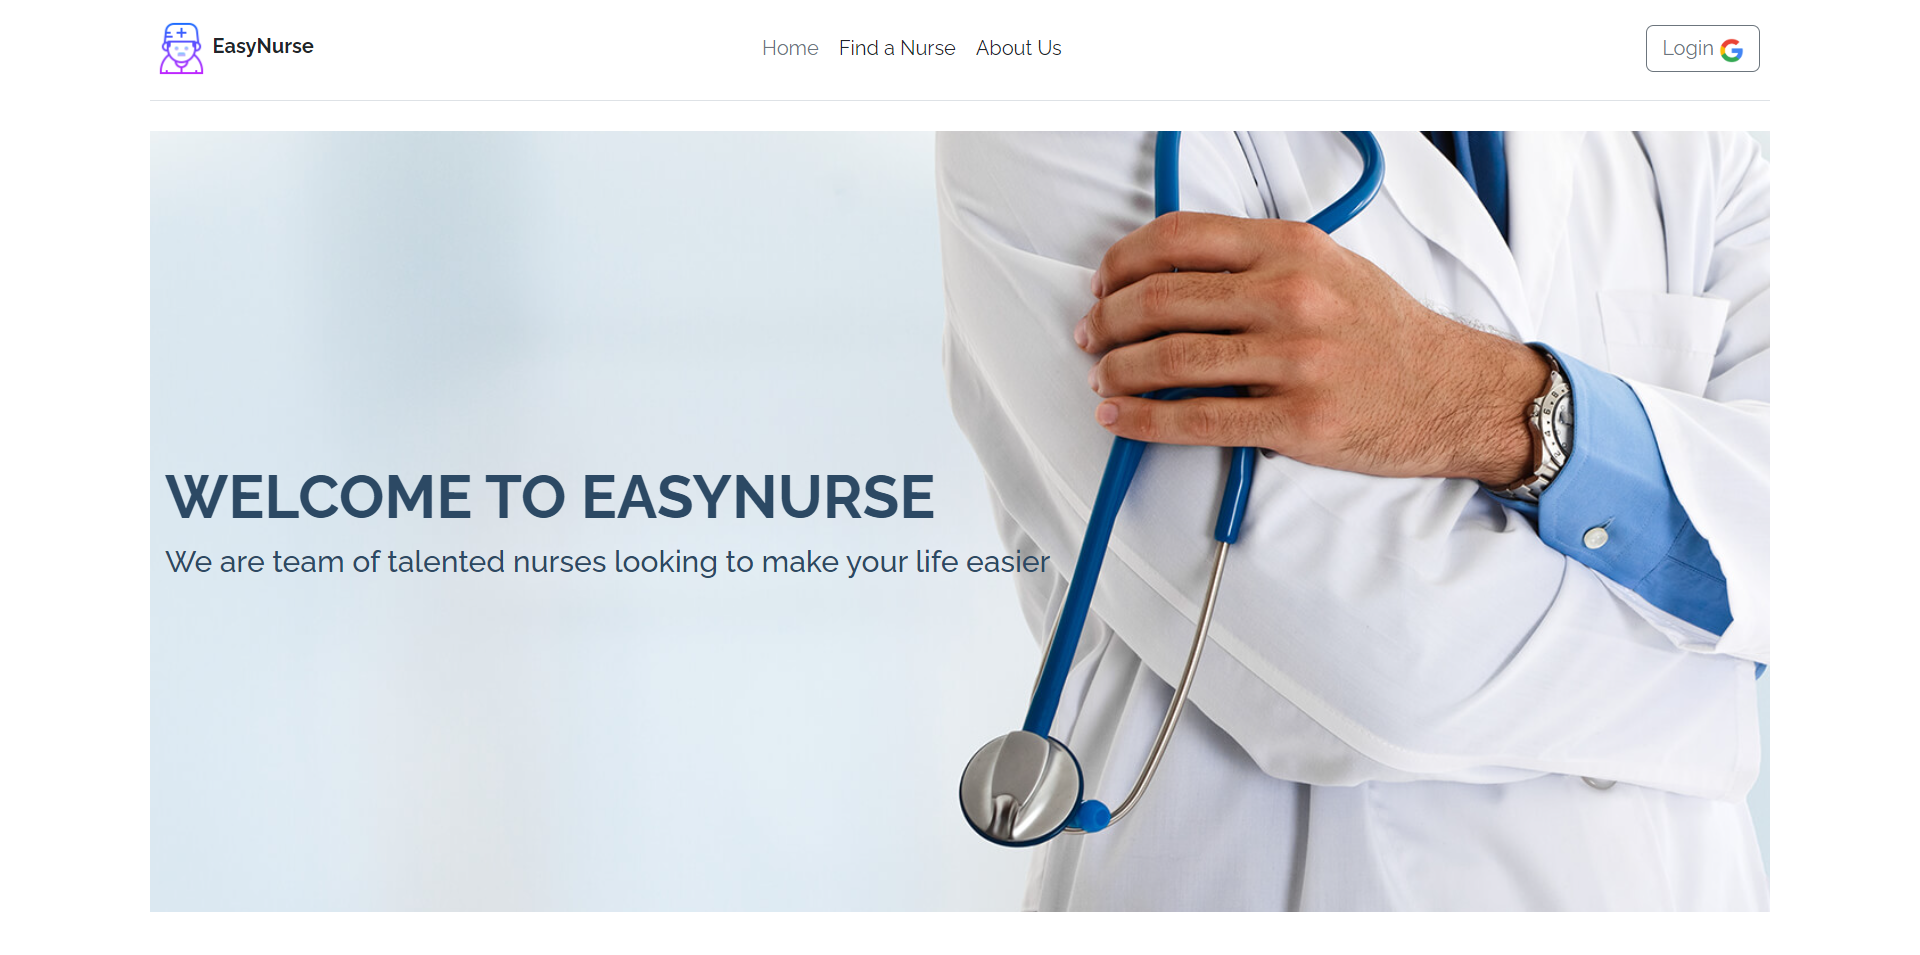 EasyNurse
Home Find a Nurse About Us
Login
WELCOME TO EASYNURSE
We are team of talented nurses looking to make your life easier